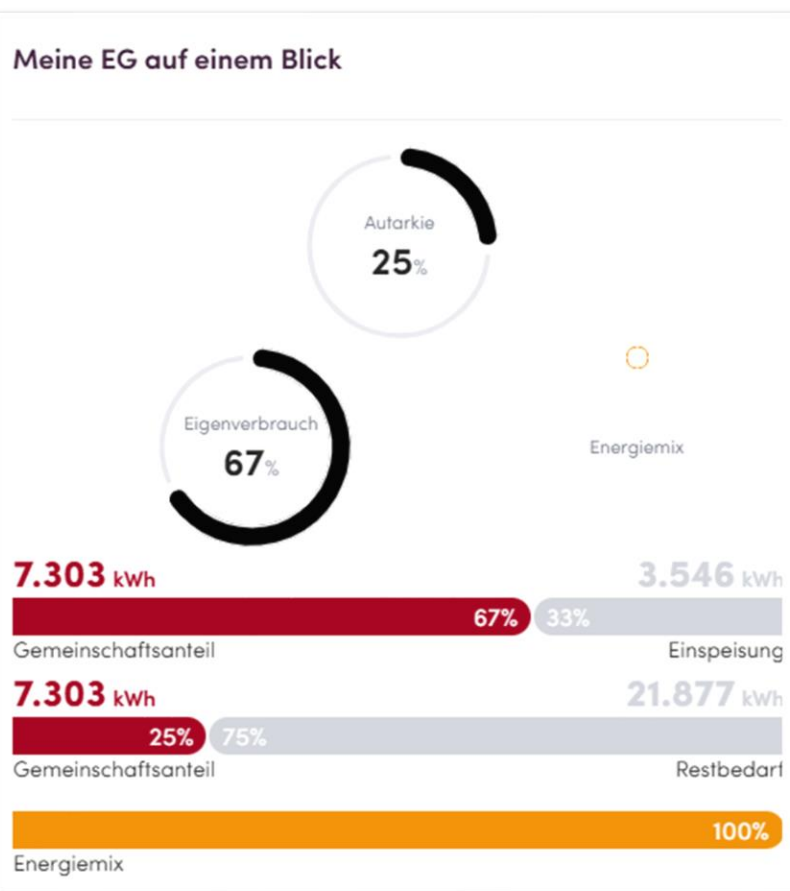 Meine EG auf einem Blick
Autarkie
25%
Eigenverbrauch
67%
Energiemix
7.303 kWh 3.546 kWh
67% 33%
Gemeinschaftsanteil Einspeisung
7.303 kWh 21.877 kWh
25% 75%
Gemeinschaftsanteil Restbedarf
100%
Energiemix